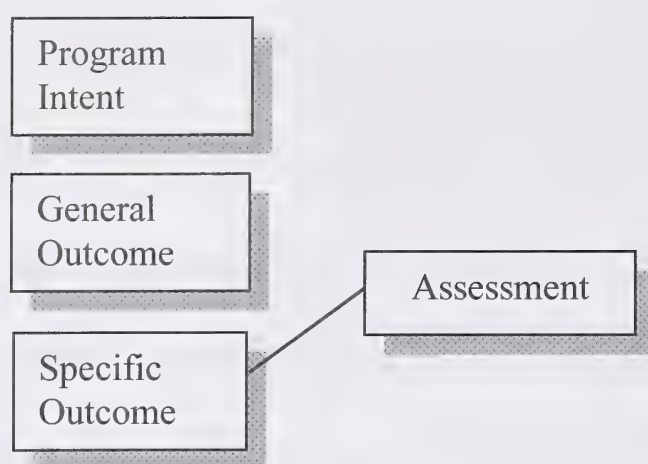 Program
Intent
General
Outcome
Assessment
Specific
Outcome